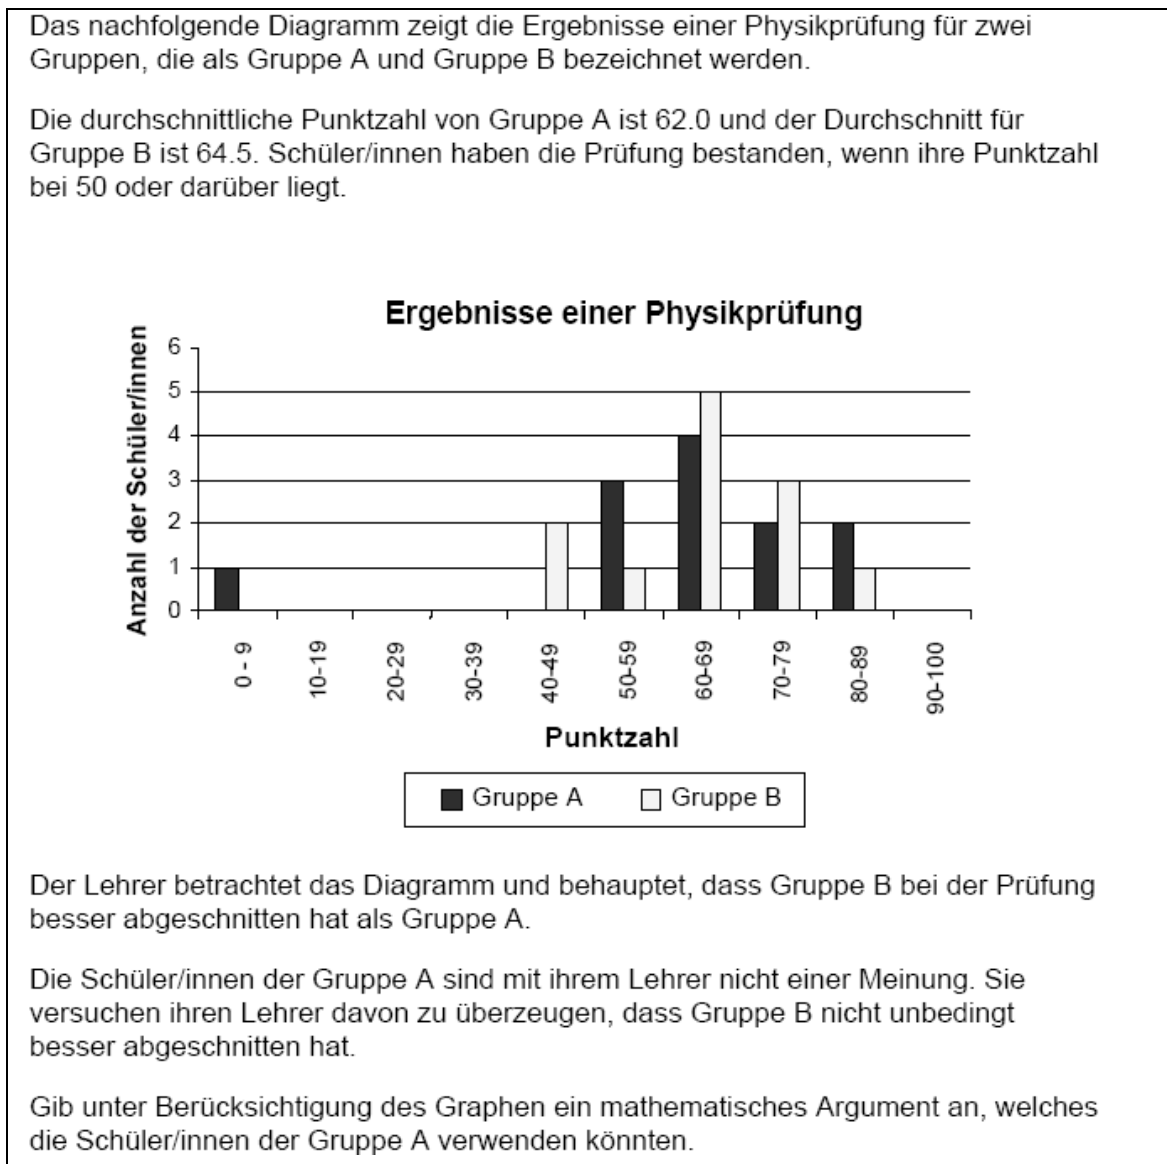 Das nachfolgende Diagramm zeigt die Ergebnisse einer Physikprüfung für zwei
Gruppen, die als Gruppe A und Gruppe B bezeichnet werden.
Die durchschnittliche Punktzahl von Gruppe A ist 62.0 und der Durchschnitt für
Gruppe B ist 64.5. Schüler/innen haben die Prüfung bestanden, wenn ihre Punktzahl
bei 50 oder darüber liegt.
Ergebnisse einer Physikprüfung
Anzahl der Schüler/innen
6
5
4
3
2
1
0
0 - 9
10-19
20-29
30-39
40-49
50-59
60-69
70-79
80-89
90-100
Punktzahl
Gruppe A
Gruppe B
Der Lehrer betrachtet das Diagramm und behauptet, dass Gruppe B bei der Prüfung
besser abgeschnitten hat als Gruppe A.
Die Schüler/innen der Gruppe A sind mit ihrem Lehrer nicht einer Meinung. Sie
versuchen ihren Lehrer davon zu überzeugen, dass Gruppe B nicht unbedingt
besser abgeschnitten hat.
Gib unter Berücksichtigung des Graphen ein mathematisches Argument an, welches
die Schüler/innen der Gruppe A verwenden könnten.